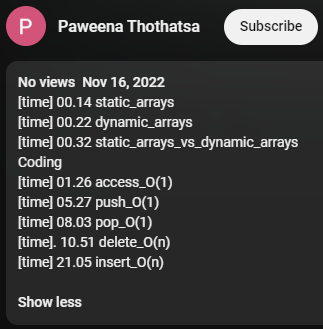 P
Paweena Thothatsa
Subscribe
No views  Nov 16, 2022
[time] 00.14 static_arrays
[time] 00.22 dynamic_arrays
[time] 00.32 static_arrays_vs_dynamic_arrays
Coding
[time] 01.26 access_O(1)
[time] 05.27 push_O(1)
[time] 08.03 pop_O(1)
[time]. 10.51 delete_O(n)
[time] 21.05 insert_O(n)
Show less